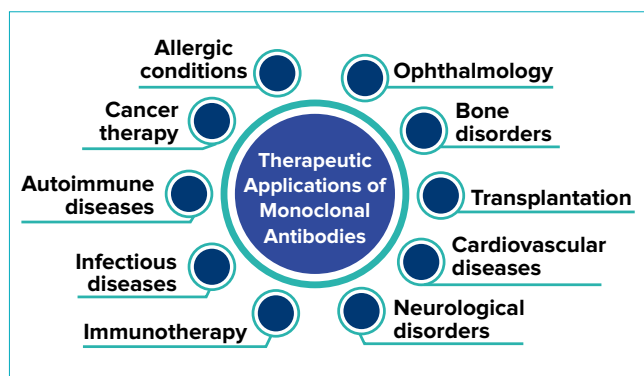 Allergic
conditions
Cancer
therapy
Autoimmune
diseases
Infectious
diseases
Immunotherapy
Therapeutic
Applications of
Monoclonal
Antibodies
Ophthalmology
Bone
disorders
Transplantation
Cardiovascular
diseases
Neurological
disorders